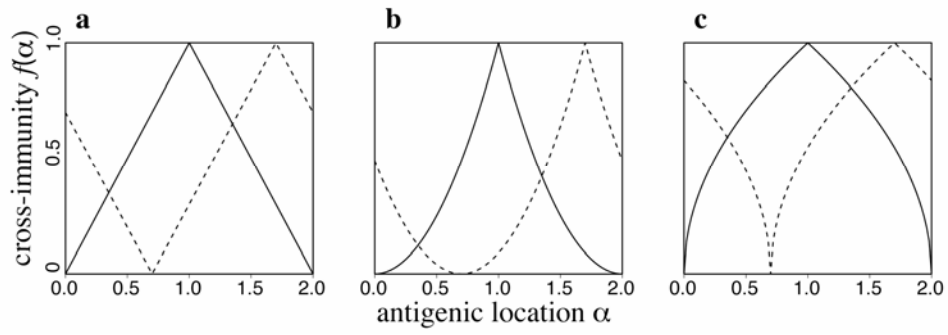 a b c
cross-immunity f(α)
1.0
0.5
0
0.0 0.5 1.0 1.5 2.0 0.0 0.5 1.0 1.5 2.0 0.0 0.5 1.0 1.5 2.0
antigenic location α